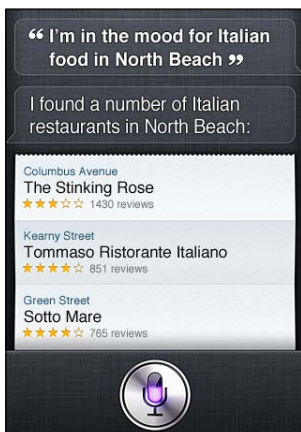 “ I’m in the mood for Italian
food in North Beach ”
I found a number of Italian
restaurants in North Beach:
Columbus Avenue
The Stinking Rose
1430 reviews
Kearny Street
Tommaso Ristorante Italiano
851 reviews
Green Street
Sotto Mare
765 reviews